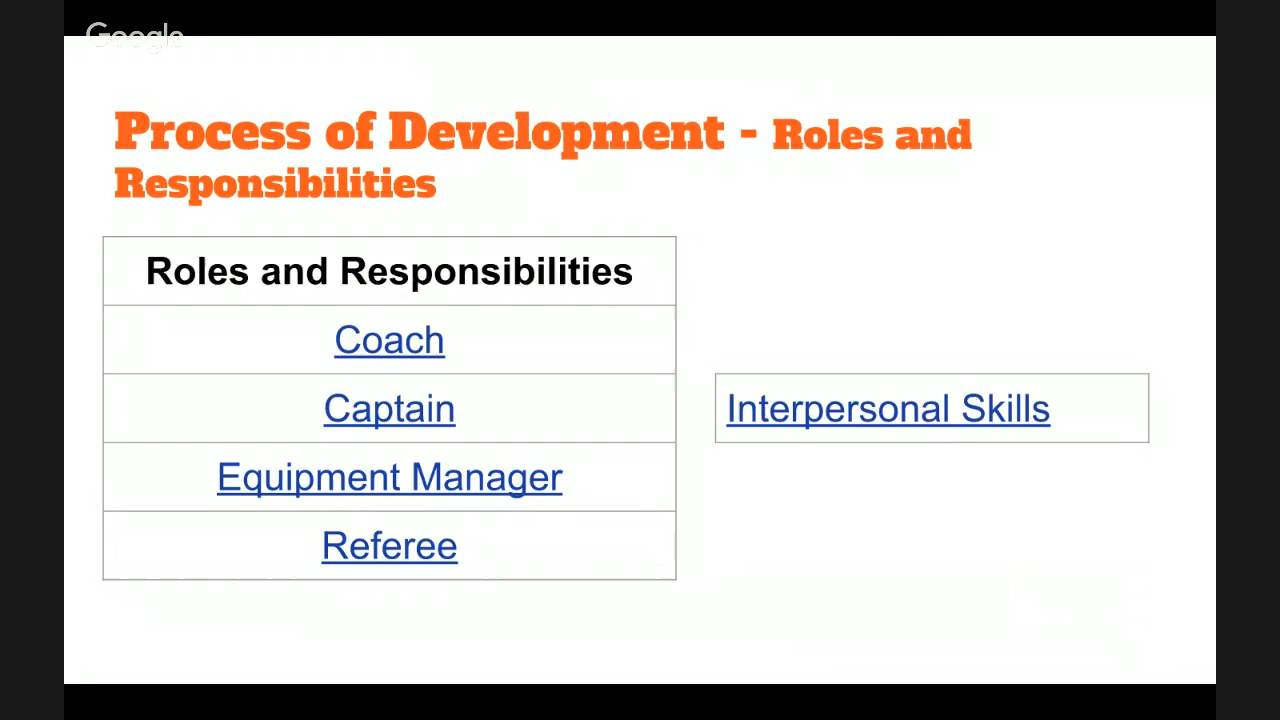 Google
Process of Development - Roles and
Responsibilities
Roles and Responsibilities
Coach
Captain
Interpersonal Skills
Equipment Manager
Referee